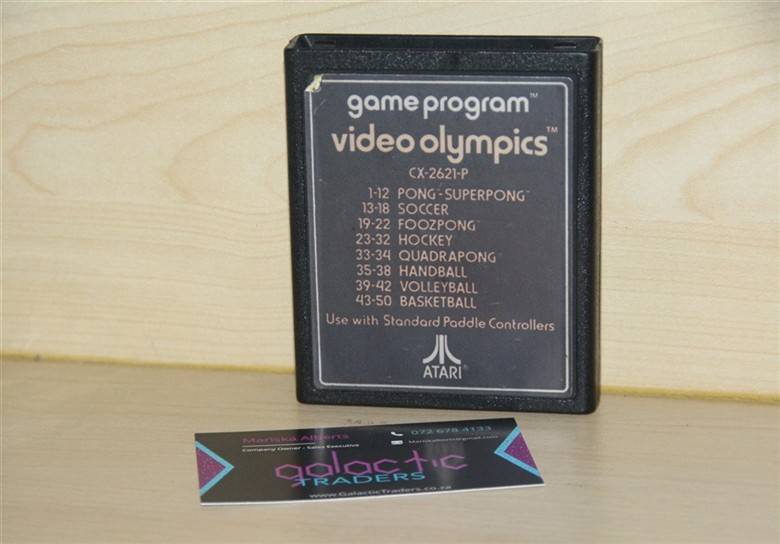 game program™
video olympics™
CX-2621-P
1-12 PONG™-SUPERPONG™
13-18 SOCCER
19-22 FOOZPONG™
23-32 HOCKEY
33-34 QUADRAPONG™
35-38 HANDBALL
39-42 VOLLEYBALL
43-50 BASKETBALL
Use with Standard Paddle Controllers
ATARI®
Mariska Alberts
072 678 4133
Company Owner - Sales Executive
galactic
TRADERS
www.GalacticTraders.co.za